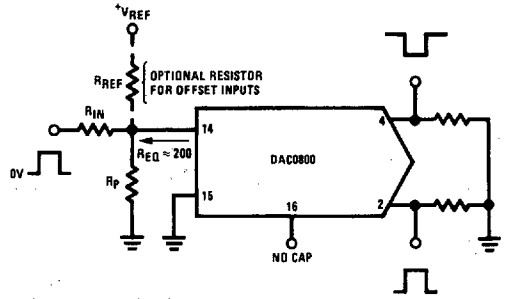 +VREF
RREF
OPTIONAL RESISTOR
FOR OFFSET INPUTS
RIN
14
4
REQ ≈ 200
DAC0800
0V
RP
15
16
2
NO CAP